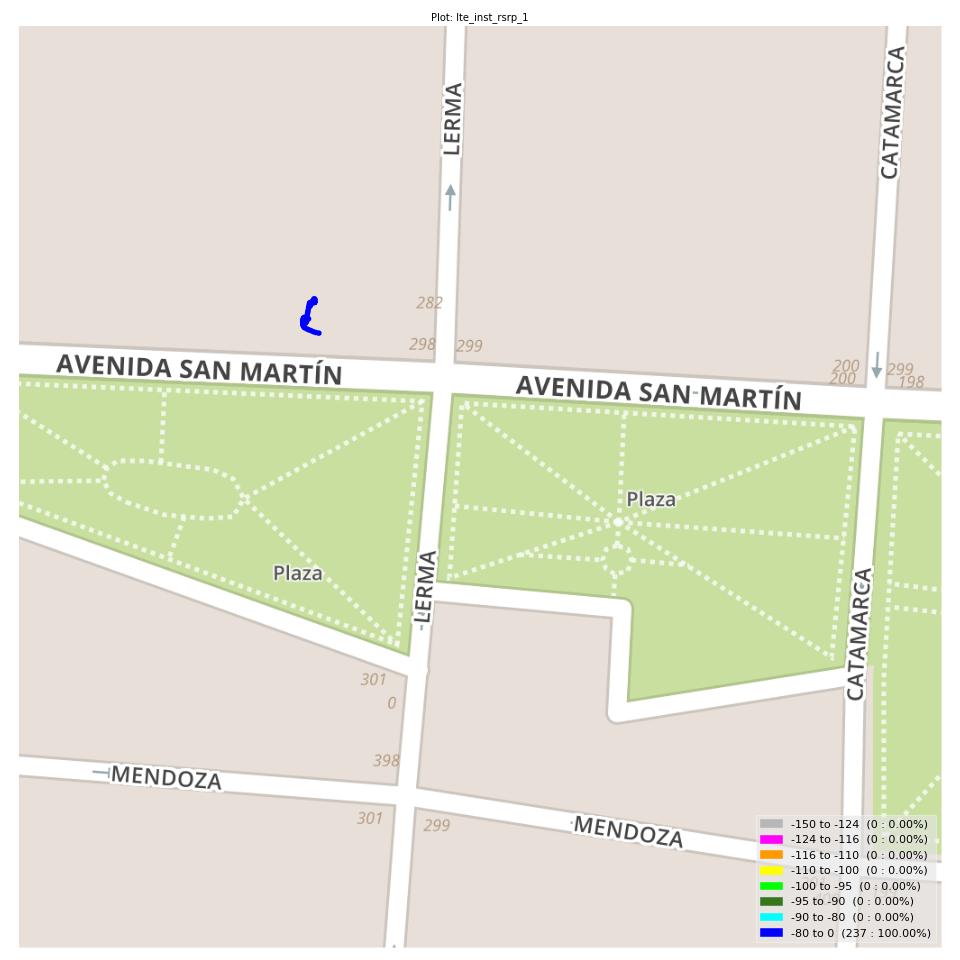 Plot: lte_inst_rsrp_1
LERMA
CATAMARCA
282
298
299
200
200
299
198
AVENIDA SAN MARTÍN
AVENIDA SAN MARTÍN
Plaza
Plaza
LERMA
CATAMARCA
301
0
398
MENDOZA
301
299
MENDOZA
-150 to -124 (0 : 0.00%)
-124 to -116 (0 : 0.00%)
-116 to -110 (0 : 0.00%)
-110 to -100 (0 : 0.00%)
-100 to -95 (0 : 0.00%)
-95 to -90 (0 : 0.00%)
-90 to -80 (0 : 0.00%)
-80 to 0 (237 : 100.00%)